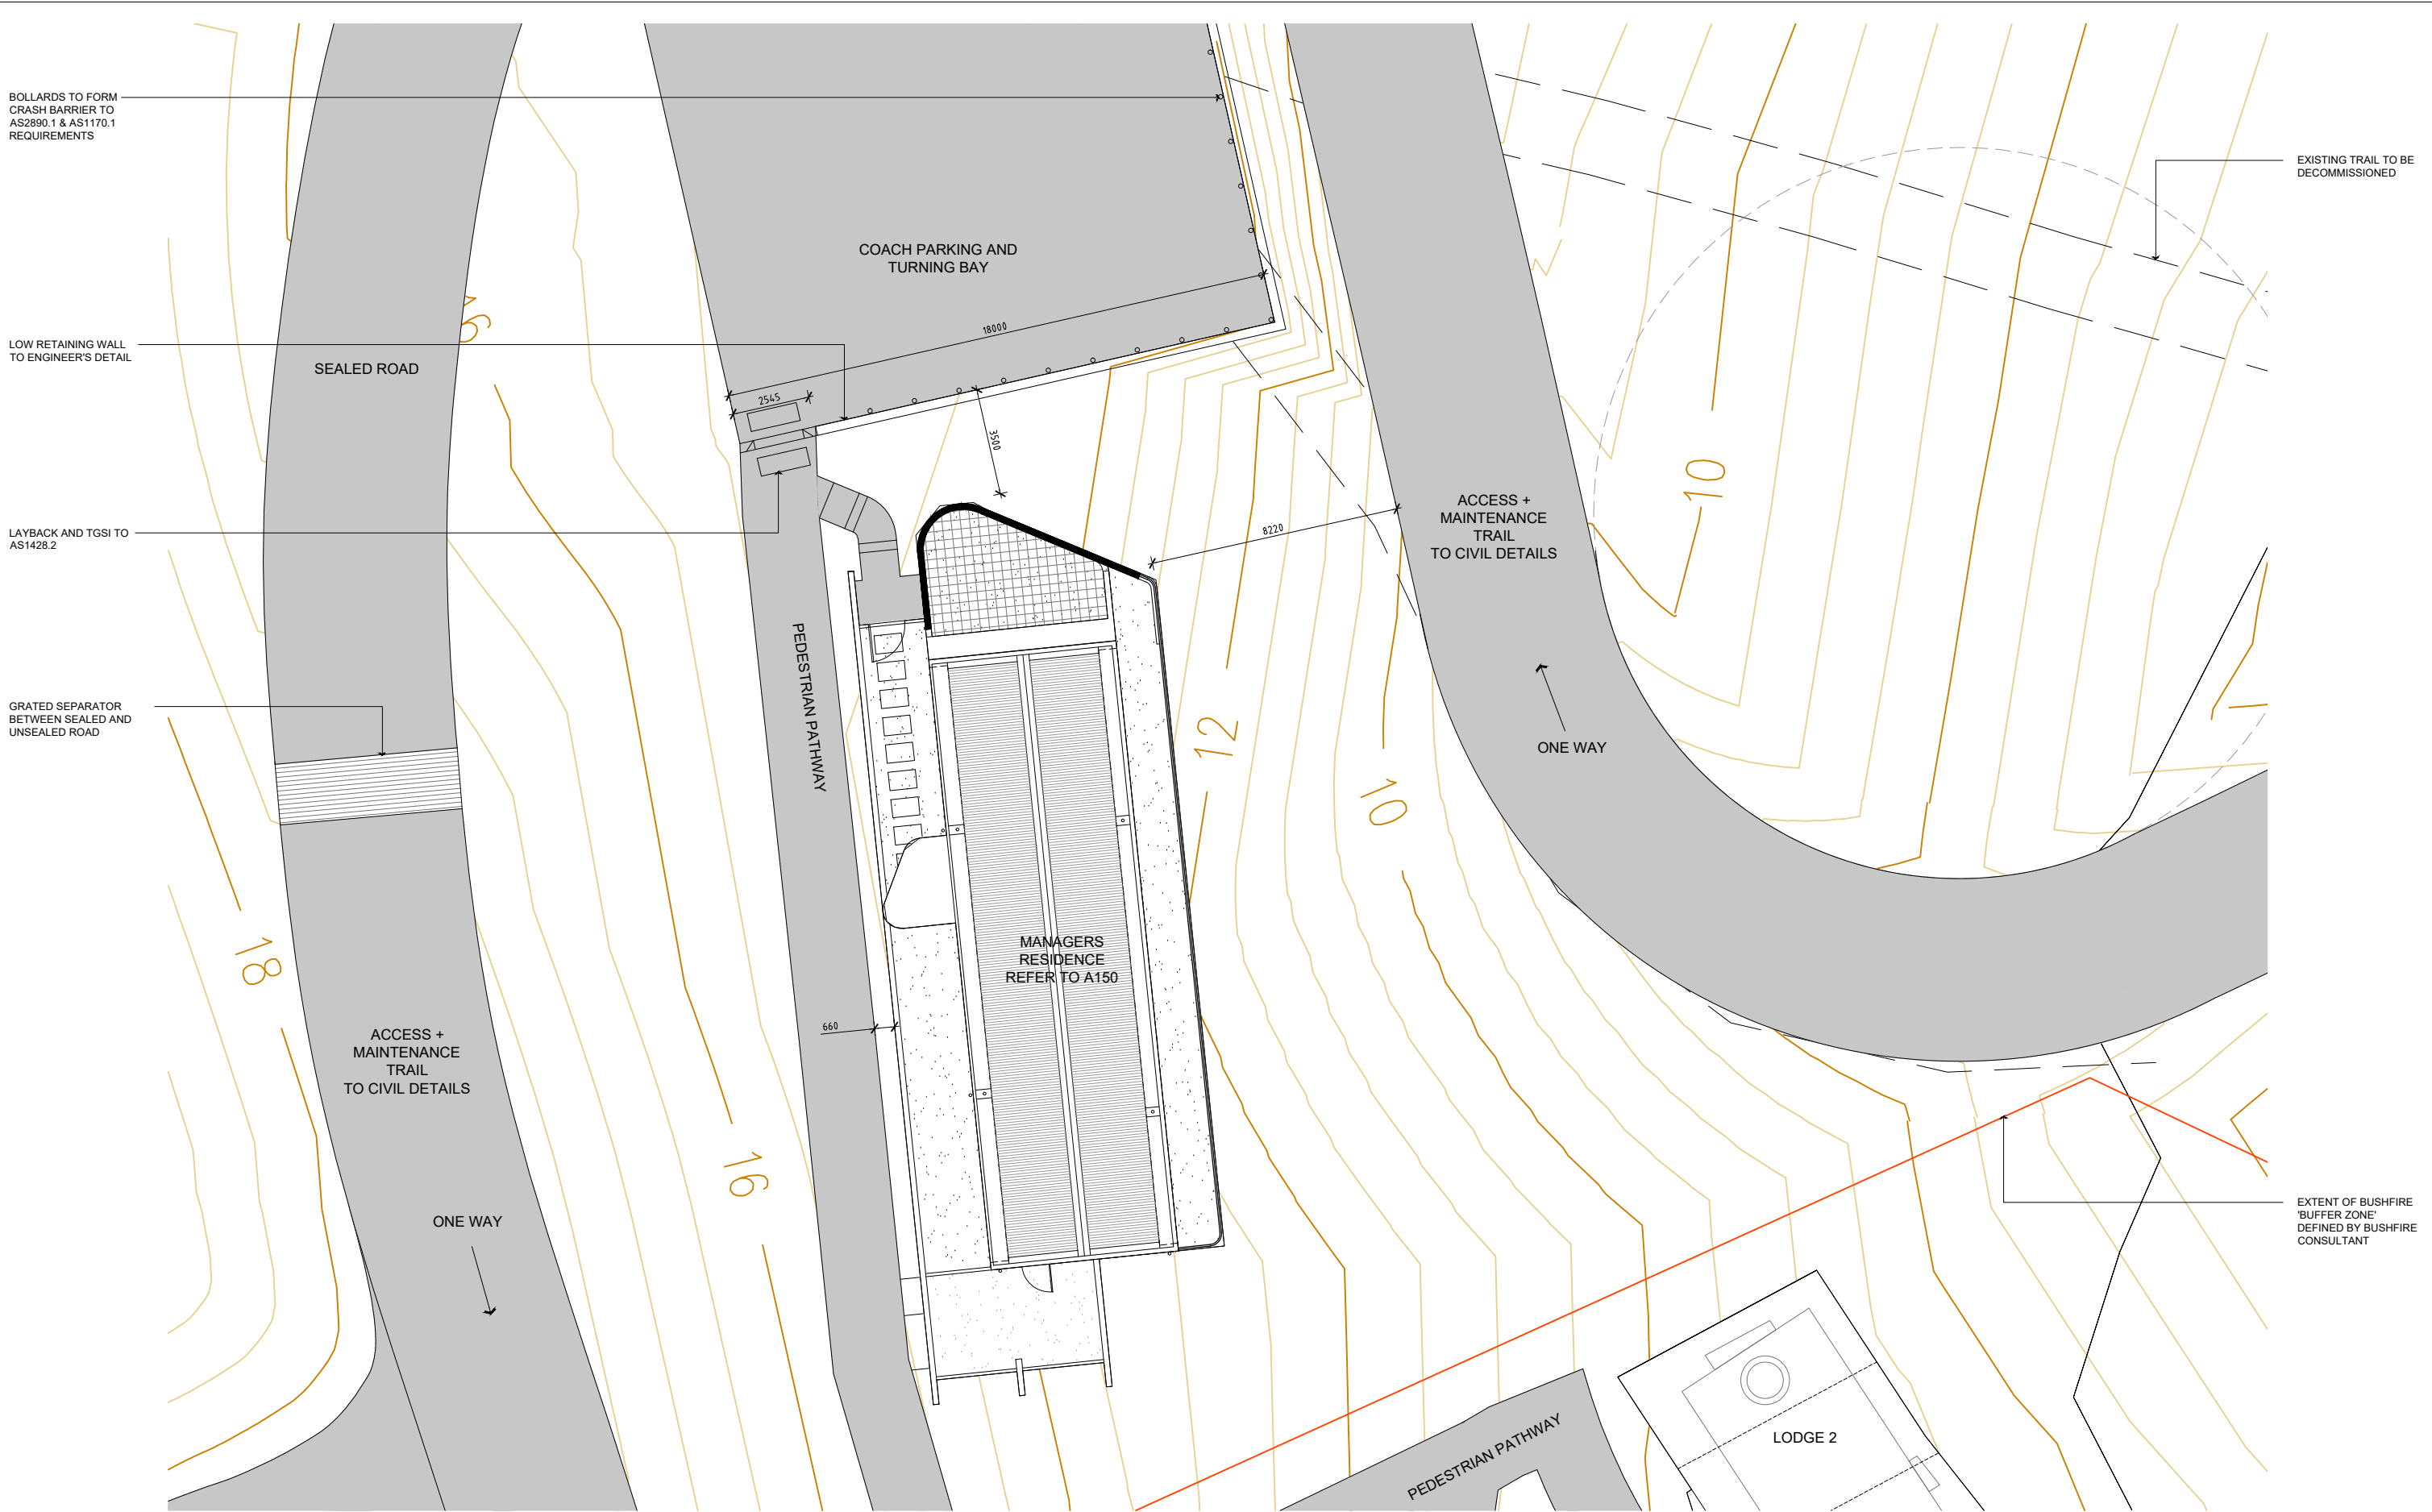 BOLLARDS TO FORM
CRASH BARRIER TO
AS2890.1 & AS1170.1
REQUIREMENTS
COACH PARKING AND
TURNING BAY
EXISTING TRAIL TO BE
DECOMMISSIONED
16
18000
LOW RETAINING WALL
TO ENGINEER'S DETAIL
SEALED ROAD
2545
3500
10
LAYBACK AND TGSI TO
AS1428.2
8220
ACCESS +
MAINTENANCE
TRAIL
TO CIVIL DETAILS
PEDESTRIAN PATHWAY
GRATED SEPARATOR
BETWEEN SEALED AND
UNSEALED ROAD
12
ONE WAY
10
18
MANAGERS
RESIDENCE
REFER TO A150
660
ACCESS +
MAINTENANCE
TRAIL
TO CIVIL DETAILS
16
ONE WAY
EXTENT OF BUSHFIRE
'BUFFER ZONE'
DEFINED BY BUSHFIRE
CONSULTANT
PEDESTRIAN PATHWAY
LODGE 2